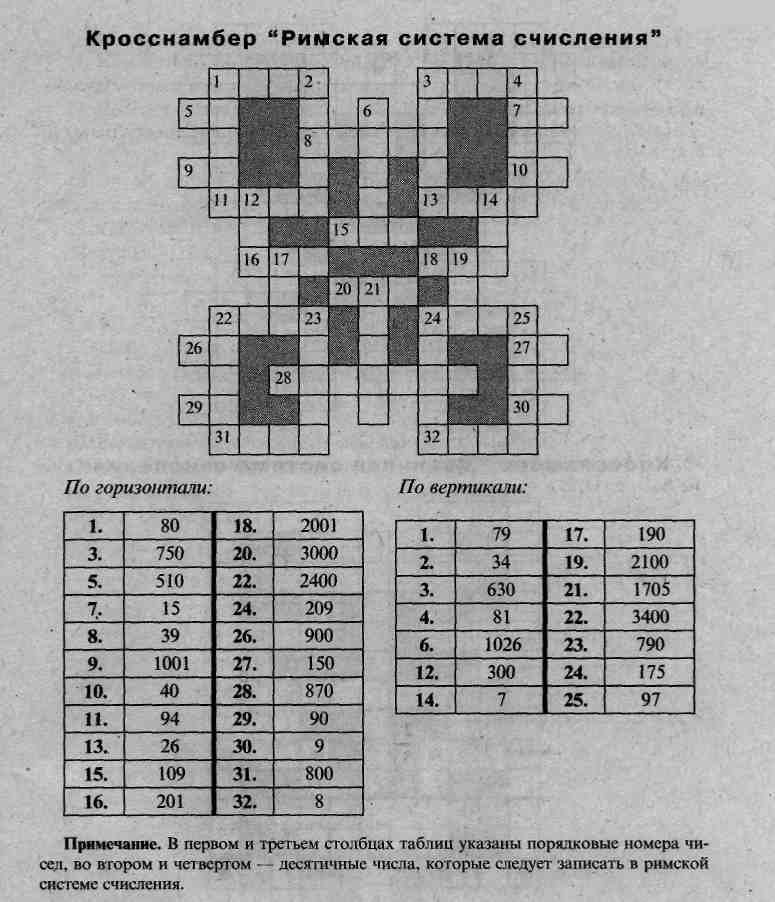 Кросснамбер “Римская система счисления”
1 2 3 4
5 6 7
8
9 10
11 12 13 14
15
16 17 18 19
20 21
22 23 24 25
26 27
28
29 30
31 32
По горизонтали: По вертикали:
1. 80 18. 2001
3. 750 20. 3000
5. 510 22. 2400
7. 15 24. 209
8. 39 26. 900
9. 1001 27. 150
10. 40 28. 870
11. 94 29. 90
13. 26 30. 9
15. 109 31. 800
16. 201 32. 8
1. 79 17. 190
2. 34 19. 2100
3. 630 21. 1705
4. 81 22. 3400
6. 1026 23. 790
12. 300 24. 175
14. 7 25. 97
Примечание. В первом и третьем столбцах таблиц указаны порядковые номера чи-
сел, во втором и четвертом — десятичные числа, которые следует записать в римской
системе счисления.